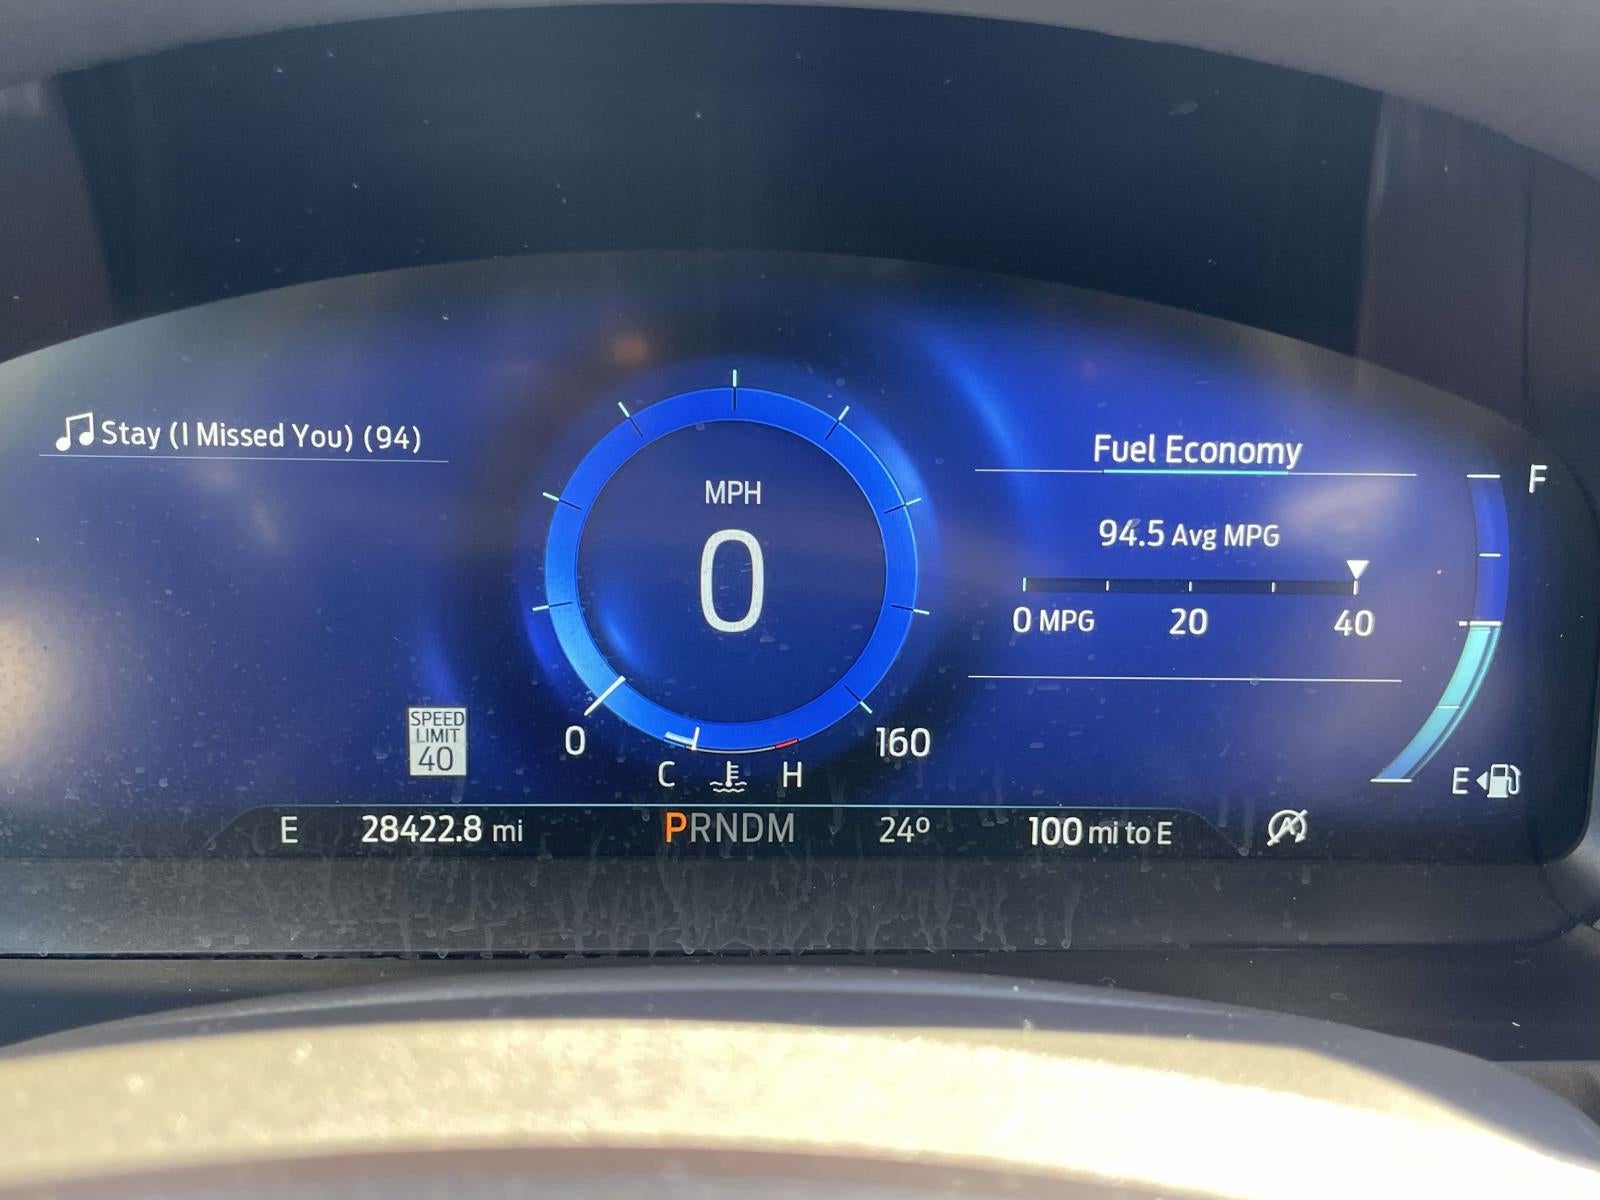 Stay (I Missed You) (94)
MPH
0
Fuel Economy
94.5 Avg MPG
0 MPG 20 40
F
E
SPEED
LIMIT
40
0
160
C H
E 28422.8 mi PRNDM 24° 100 mi to E